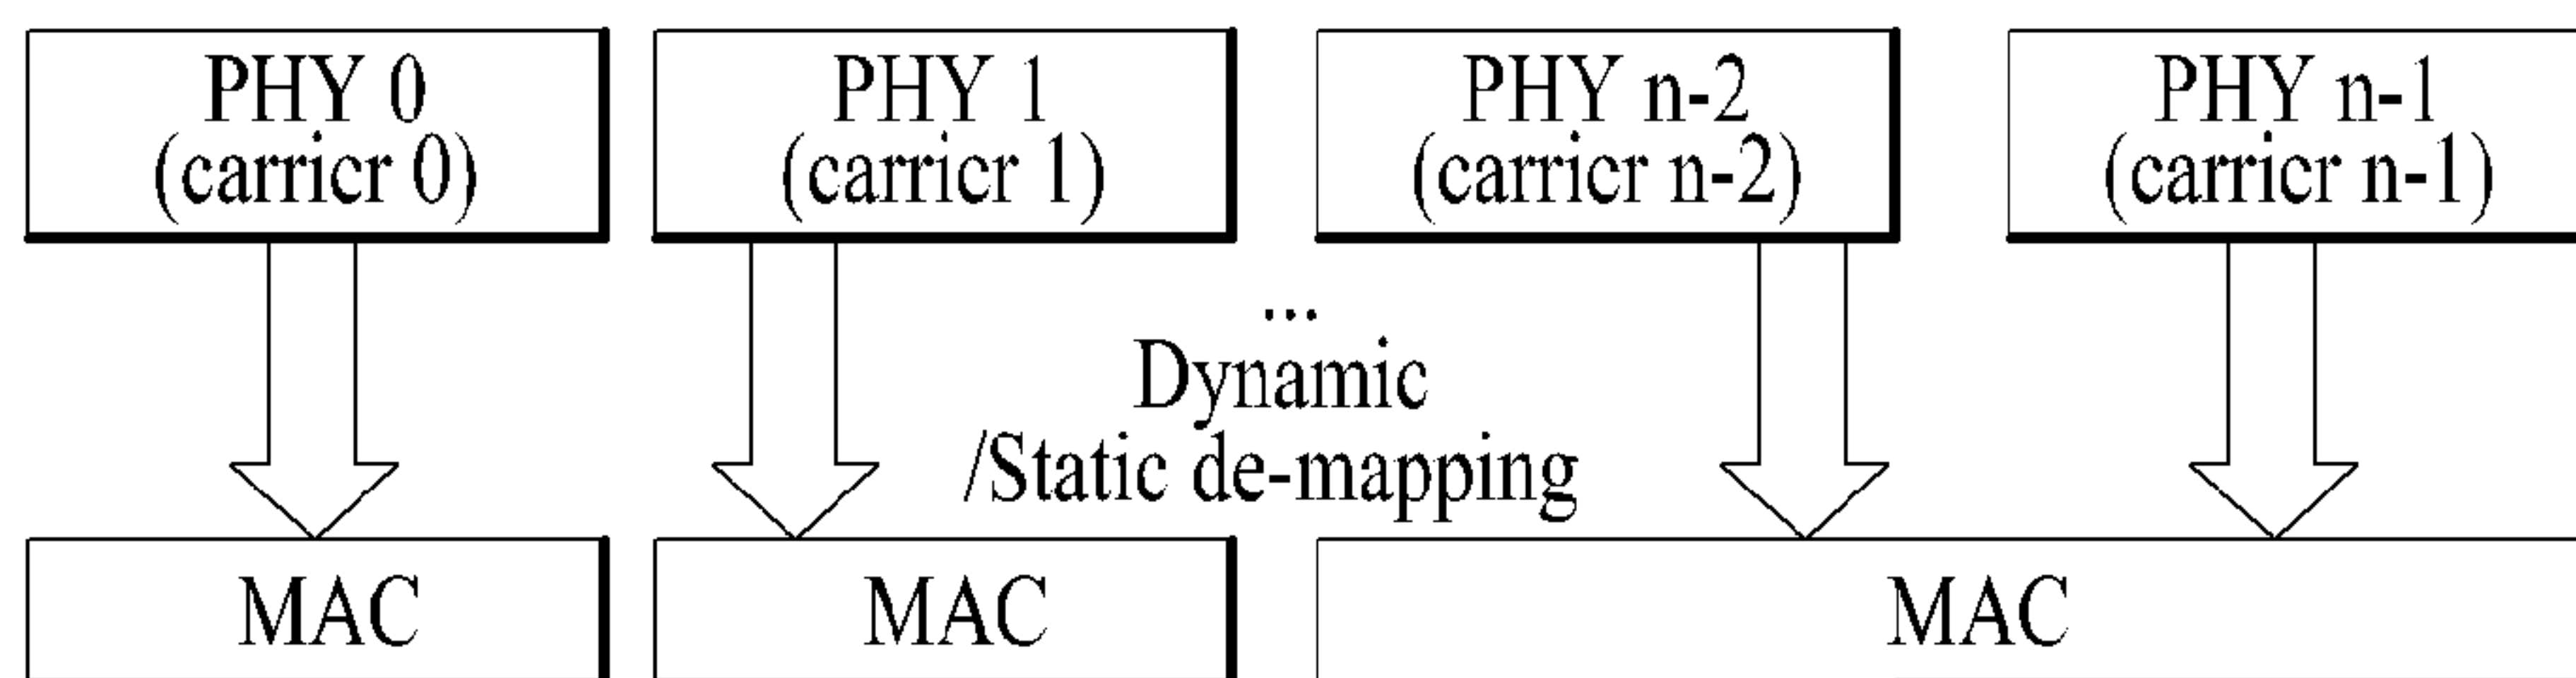 PHY 0
(carricr 0)
PHY 1
(carricr 1)
PHY n-2
(carricr n-2)
PHY n-1
(carricr n-1)
...
Dynamic
/Static de-mapping
MAC
MAC
MAC